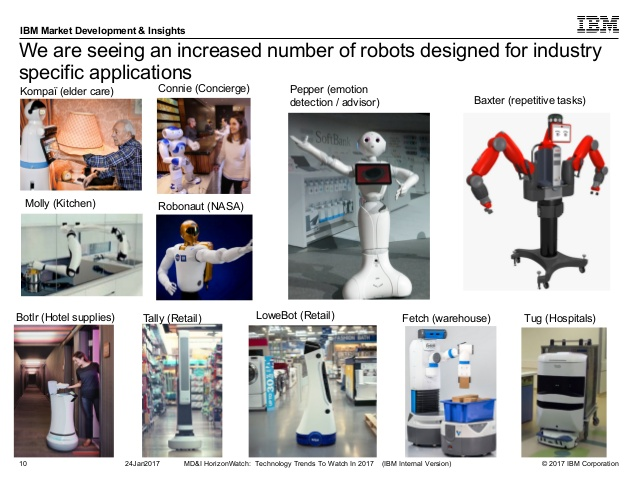 IBM Market Development & Insights
IBM
We are seeing an increased number of robots designed for industry
specific applications
Kompaï (elder care)
Connie (Concierge)
Pepper (emotion
detection / advisor)
Baxter (repetitive tasks)
SoftBank
Molly (Kitchen)
Robonaut (NASA)
Botlr (Hotel supplies)
Tally (Retail)
LoweBot (Retail)
Fetch (warehouse)
Tug (Hospitals)
10
24Jan2017
MD&I HorizonWatch: Technology Trends To Watch In 2017 (IBM Internal Version)
© 2017 IBM Corporation